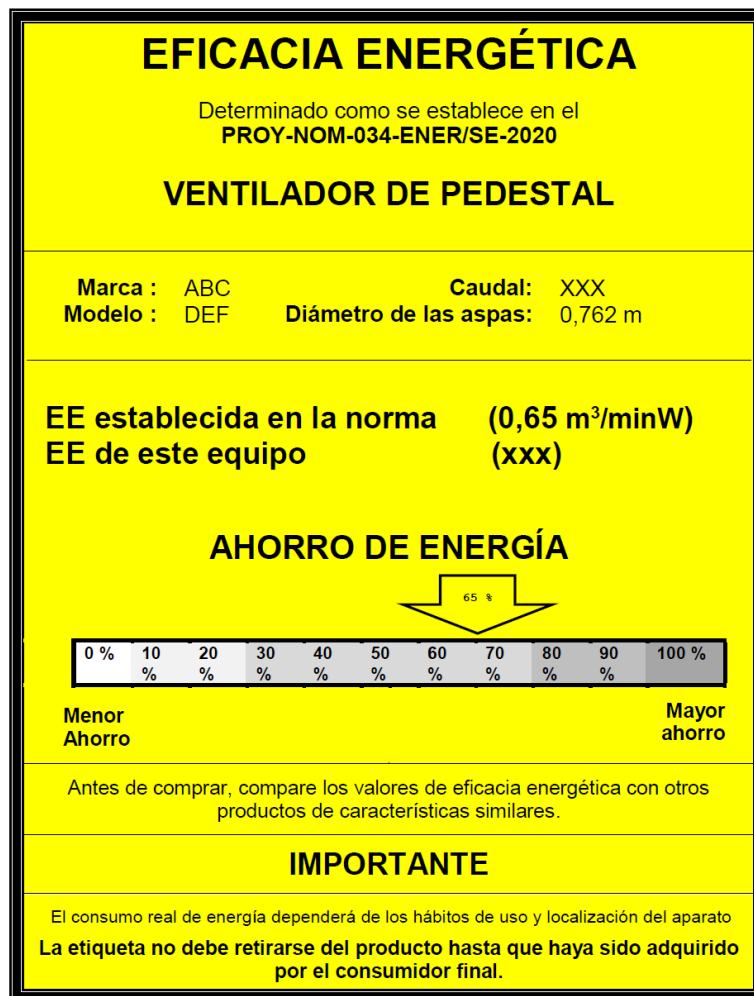 EFICACIA ENERGÉTICA
Determinado como se establece en el
PROY-NOM-034-ENER/SE-2020
VENTILADOR DE PEDESTAL
Marca : ABC Caudal: XXX
Modelo : DEF Diámetro de las aspas: 0,762 m
EE establecida en la norma (0,65 m³/minW)
EE de este equipo (xxx)
AHORRO DE ENERGÍA
65 %
0 % 10 % 20 % 30 % 40 % 50 % 60 % 70 % 80 % 90 % 100 %
Menor Ahorro
Mayor ahorro
Antes de comprar, compare los valores de eficacia energética con otros
productos de características similares.
IMPORTANTE
El consumo real de energía dependerá de los hábitos de uso y localización del aparato
La etiqueta no debe retirarse del producto hasta que haya sido adquirido
por el consumidor final.